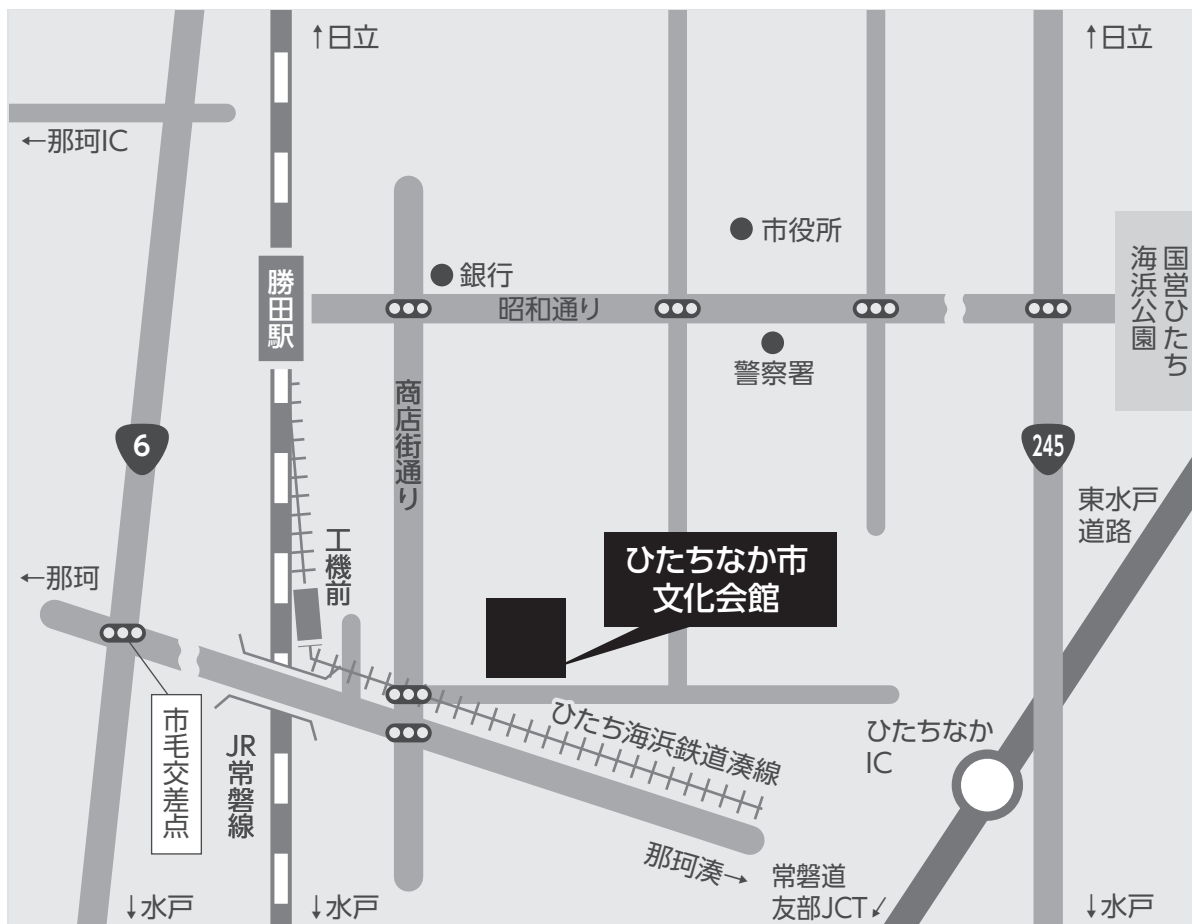 ↑日立
↑日立
←那珂IC
市役所
銀行
昭和通り
勝田駅
国営ひたち
海浜公園
警察署
商店街通り
6
245
東水戸
道路
工機前
←那珂
ひたちなか市
文化会館
ひたち海浜鉄道湊線
ひたちなか
IC
市毛交差点
JR常磐線
那珂湊→
常磐道
友部JCT↙
↓水戸
↓水戸
↓水戸